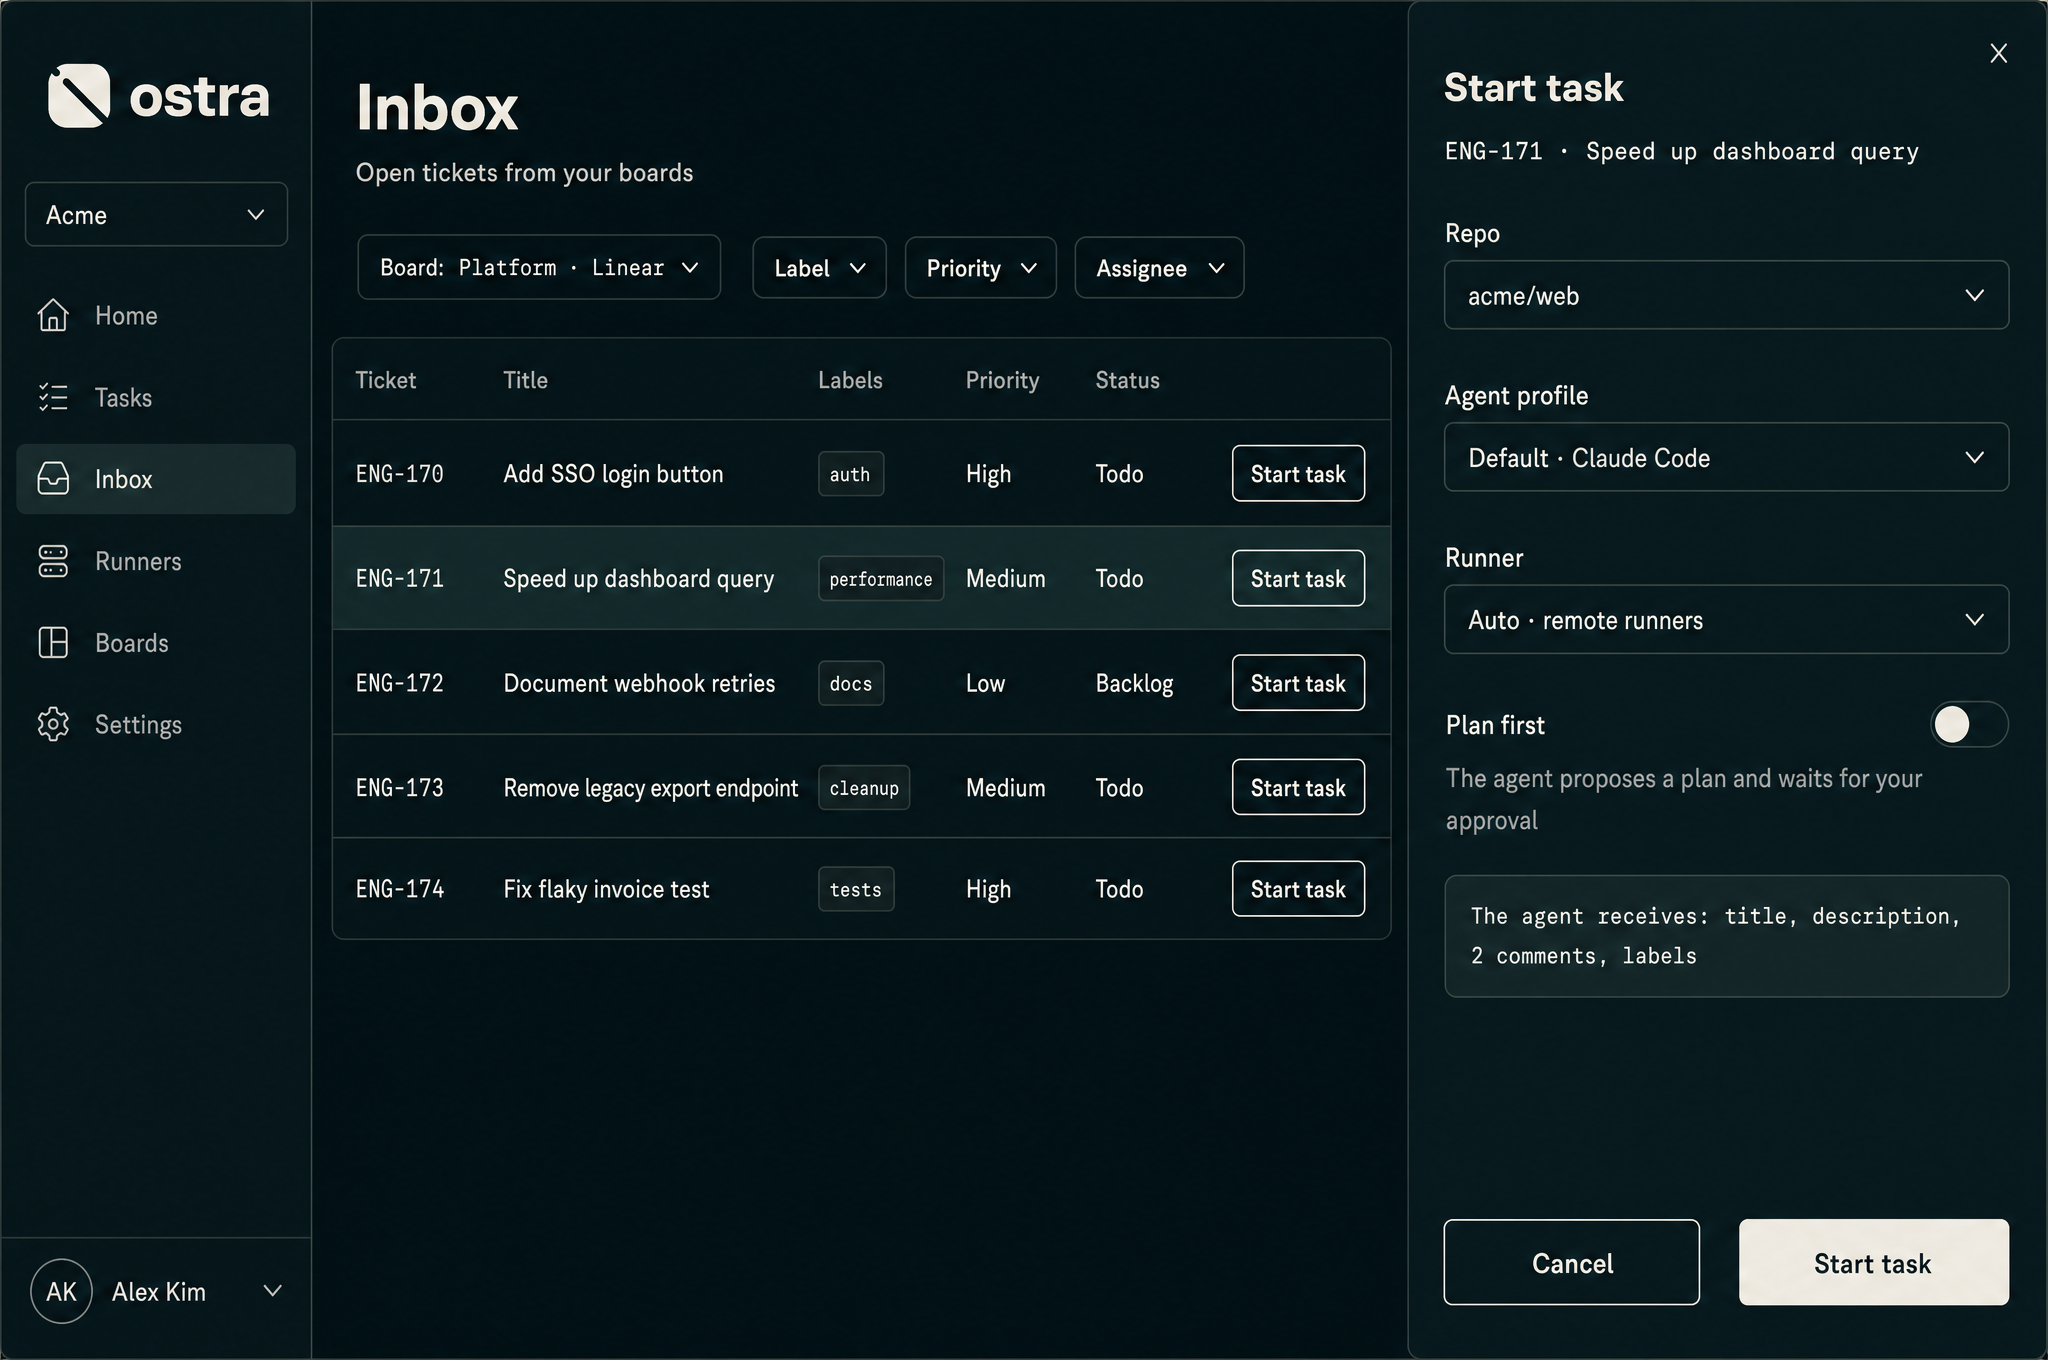 ostra
Acme
Home
Tasks
Inbox
Runners
Boards
Settings
AK Alex Kim
Inbox
Open tickets from your boards
Board: Platform · Linear Label Priority Assignee
Ticket Title Labels Priority Status
ENG-170 Add SSO login button auth High Todo Start task
ENG-171 Speed up dashboard query performance Medium Todo Start task
ENG-172 Document webhook retries docs Low Backlog Start task
ENG-173 Remove legacy export endpoint cleanup Medium Todo Start task
ENG-174 Fix flaky invoice test tests High Todo Start task
Start task
ENG-171 · Speed up dashboard query
Repo
acme/web
Agent profile
Default · Claude Code
Runner
Auto · remote runners
Plan first
The agent proposes a plan and waits for your
approval
The agent receives: title, description,
2 comments, labels
Cancel Start task